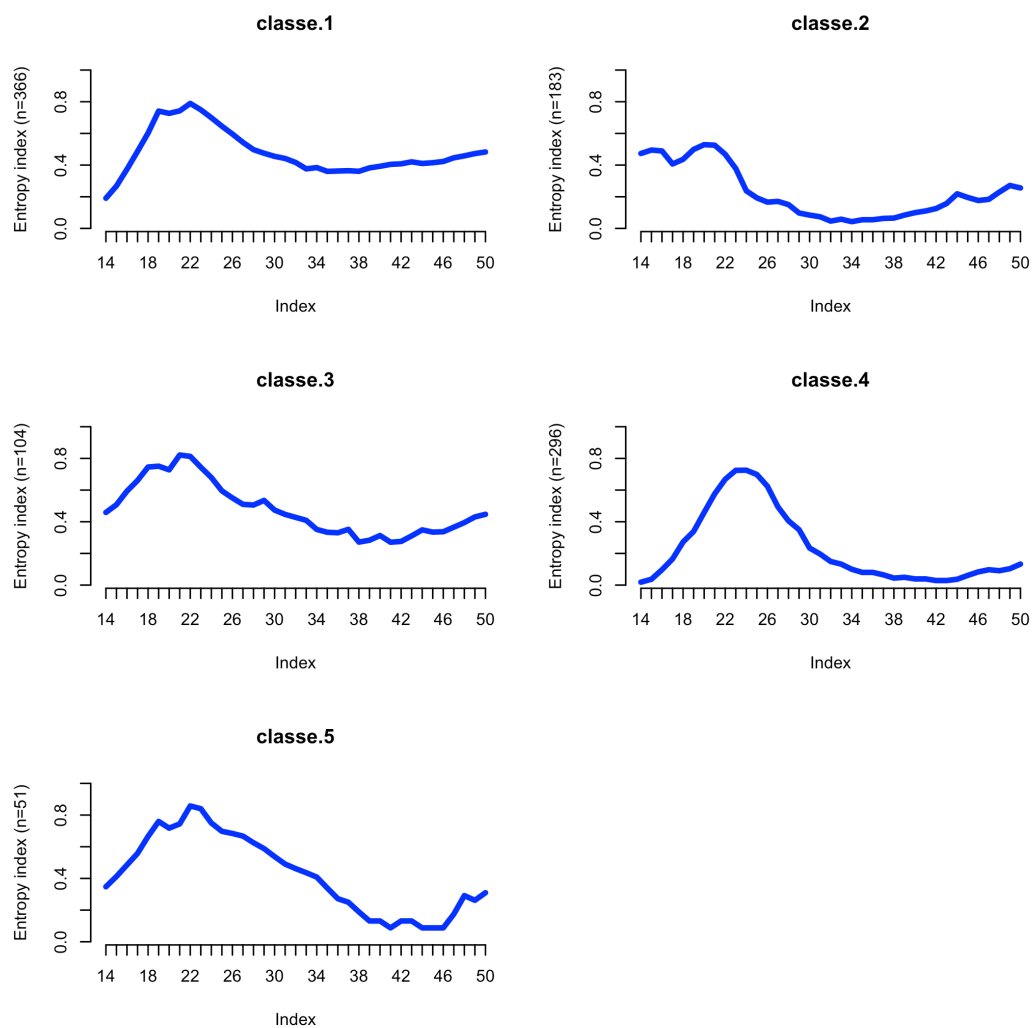 classe.1
Entropy index (n=366)
0.0 0.4 0.8
14 18 22 26 30 34 38 42 46 50
Index
classe.2
Entropy index (n=183)
0.0 0.4 0.8
14 18 22 26 30 34 38 42 46 50
Index
classe.3
Entropy index (n=104)
0.0 0.4 0.8
14 18 22 26 30 34 38 42 46 50
Index
classe.4
Entropy index (n=296)
0.0 0.4 0.8
14 18 22 26 30 34 38 42 46 50
Index
classe.5
Entropy index (n=51)
0.0 0.4 0.8
14 18 22 26 30 34 38 42 46 50
Index